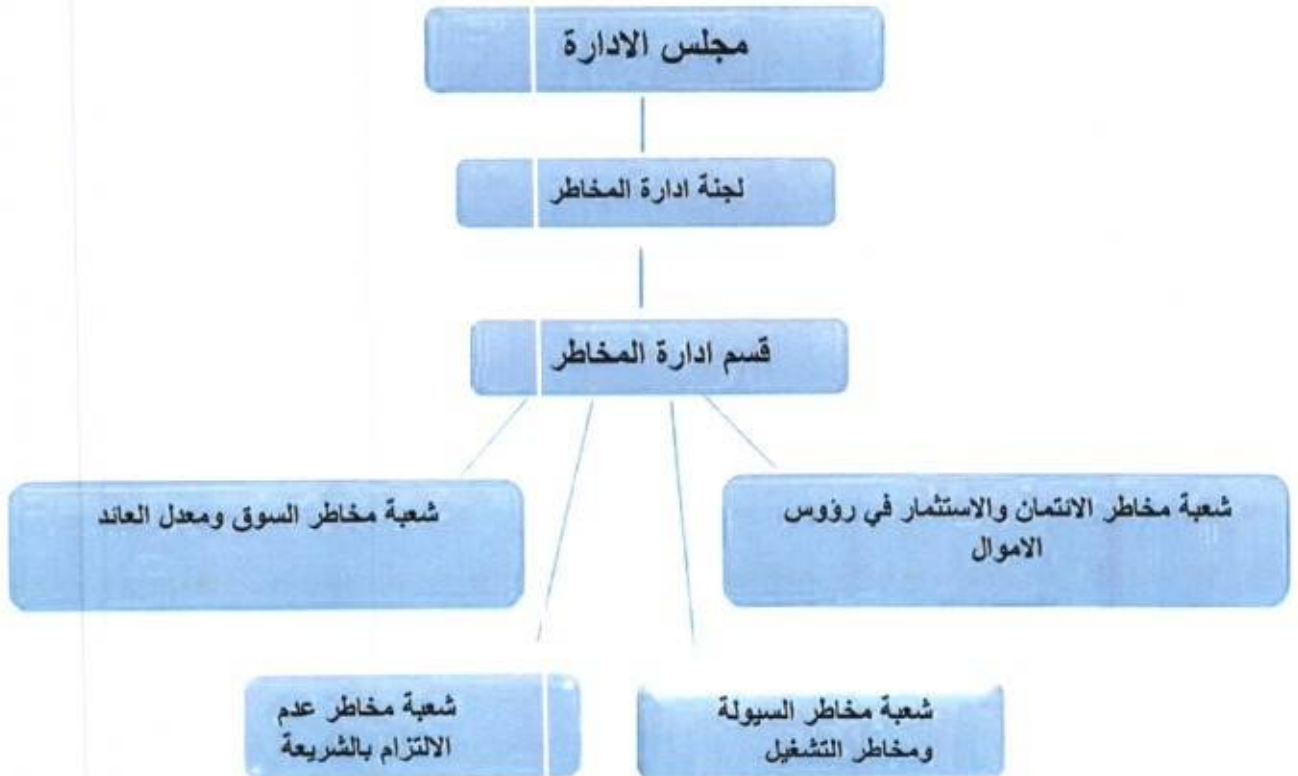 مجلس الادارة
لجنة ادارة المخاطر
قسم ادارة المخاطر
شعبة مخاطر الائتمان والاستثمار في رؤوس
الاموال
شعبة مخاطر السوق ومعدل العائد
شعبة مخاطر السيولة
ومخاطر التشغيل
شعبة مخاطر عدم
الالتزام بالشريعة